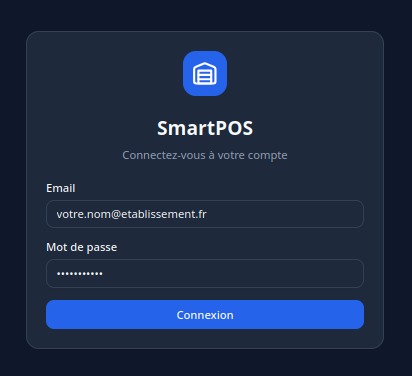 SmartPOS
Connectez-vous à votre compte
Email
votre.nom@etablissement.fr
Mot de passe
•••••••••••
Connexion